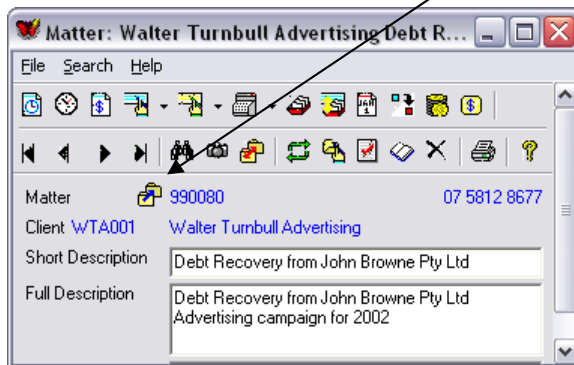 Matter: Walter Turnbull Advertising Debt R...
File Search Help
Matter 990080 07 5812 8677
Client WTA001 Walter Turnbull Advertising
Short Description Debt Recovery from John Browne Pty Ltd
Full Description Debt Recovery from John Browne Pty Ltd
Advertising campaign for 2002